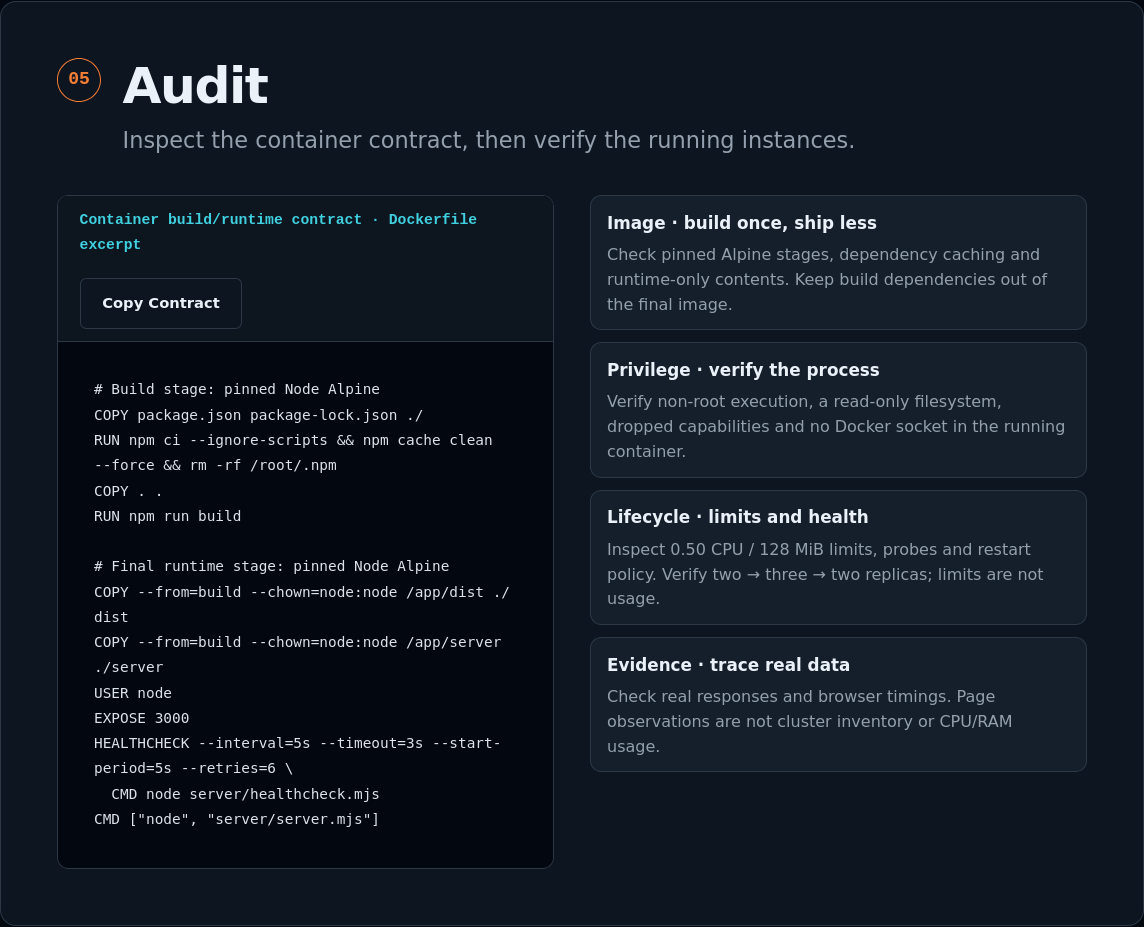 05
Audit
Inspect the container contract, then verify the running instances.
Container build/runtime contract · Dockerfile
excerpt
Copy Contract
# Build stage: pinned Node Alpine
COPY package.json package-lock.json ./
RUN npm ci --ignore-scripts && npm cache clean
--force && rm -rf /root/.npm
COPY . .
RUN npm run build
# Final runtime stage: pinned Node Alpine
COPY --from=build --chown=node:node /app/dist ./
dist
COPY --from=build --chown=node:node /app/server
./server
USER node
EXPOSE 3000
HEALTHCHECK --interval=5s --timeout=3s --start-
period=5s --retries=6 \
  CMD node server/healthcheck.mjs
CMD ["node", "server/server.mjs"]
Image · build once, ship less
Check pinned Alpine stages, dependency caching and
runtime-only contents. Keep build dependencies out of
the final image.
Privilege · verify the process
Verify non-root execution, a read-only filesystem,
dropped capabilities and no Docker socket in the running
container.
Lifecycle · limits and health
Inspect 0.50 CPU / 128 MiB limits, probes and restart
policy. Verify two → three → two replicas; limits are not
usage.
Evidence · trace real data
Check real responses and browser timings. Page
observations are not cluster inventory or CPU/RAM
usage.